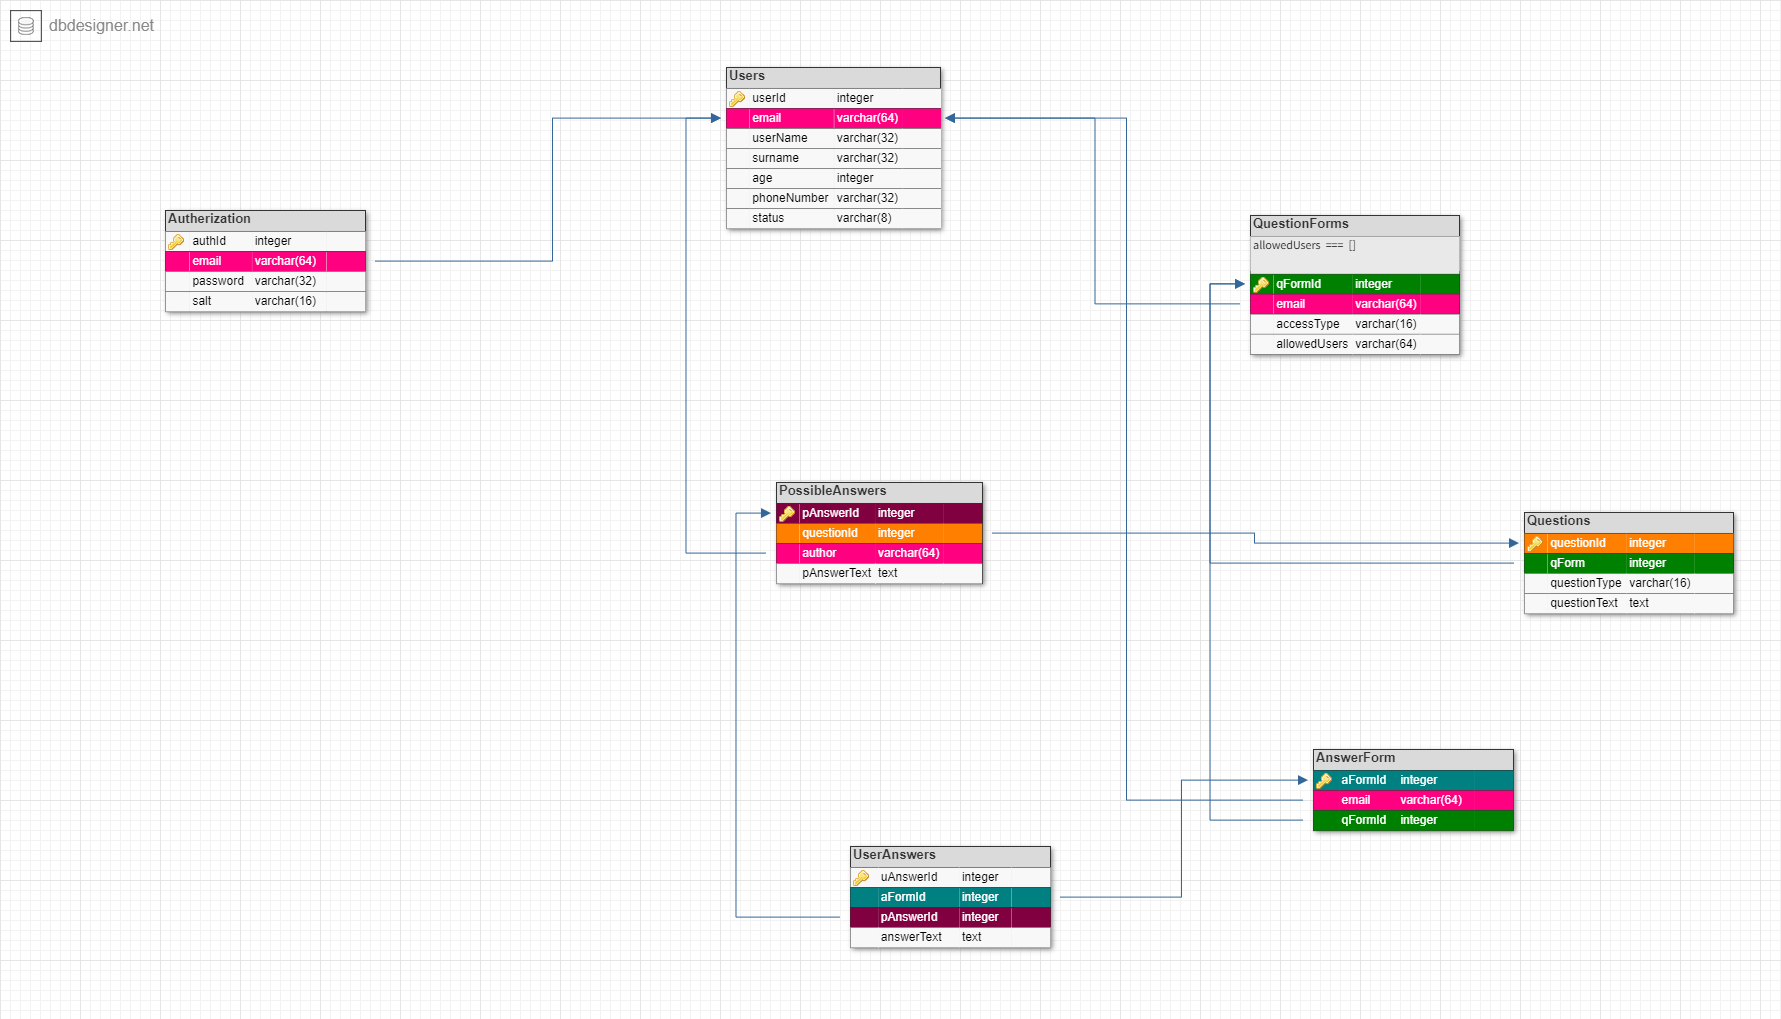 dbdesigner.net
Users
userId integer
email varchar(64)
userName varchar(32)
surname varchar(32)
age integer
phoneNumber varchar(32)
status varchar(8)
Autherization
authId integer
email varchar(64)
password varchar(32)
salt varchar(16)
QuestionForms
allowedUsers === []
qFormId integer
email varchar(64)
accessType varchar(16)
allowedUsers varchar(64)
PossibleAnswers
pAnswerId integer
questionId integer
author varchar(64)
pAnswerText text
Questions
questionId integer
qForm integer
questionType varchar(16)
questionText text
AnswerForm
aFormId integer
email varchar(64)
qFormId integer
UserAnswers
uAnswerId integer
aFormId integer
pAnswerId integer
answerText text